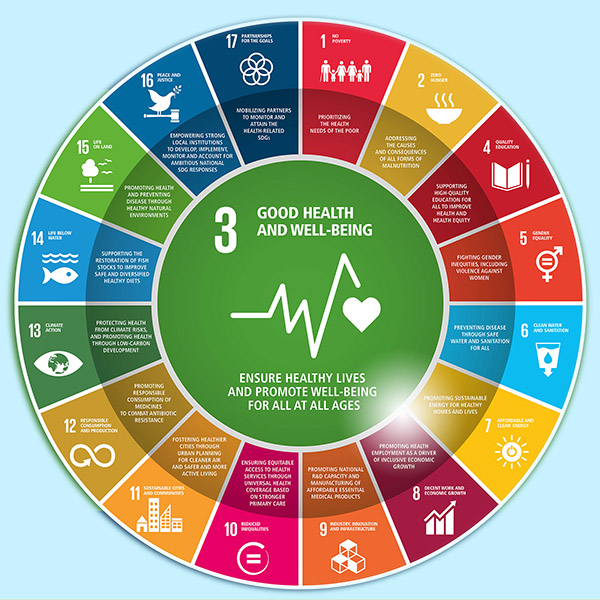 3
GOOD HEALTH
AND WELL-BEING
ENSURE HEALTHY LIVES
AND PROMOTE WELL-BEING
FOR ALL AT ALL AGES
1
NO
POVERTY
PRIORITIZING
THE HEALTH
NEEDS OF THE POOR
2
ZERO
HUNGER
ADDRESSING
THE CAUSES
AND CONSEQUENCES
OF ALL FORMS OF
MALNUTRITION
4
QUALITY
EDUCATION
SUPPORTING
HIGH-QUALITY
EDUCATION FOR
ALL TO IMPROVE
HEALTH AND
HEALTH EQUITY
5
GENDER
EQUALITY
FIGHTING GENDER
INEQUITIES, INCLUDING
VIOLENCE AGAINST
WOMEN
6
CLEAN WATER
AND SANITATION
PREVENTING DISEASE
THROUGH SAFE
WATER AND SANITATION
FOR ALL
7
AFFORDABLE AND
CLEAN ENERGY
PROMOTING SUSTAINABLE
ENERGY FOR HEALTHY
HOMES AND LIVES
8
DECENT WORK AND
ECONOMIC GROWTH
PROMOTING HEALTH
EMPLOYMENT AS A DRIVER
OF INCLUSIVE ECONOMIC
GROWTH
9
INDUSTRY, INNOVATION
AND INFRASTRUCTURE
PROMOTING NATIONAL
R&D CAPACITY AND
MANUFACTURING OF
AFFORDABLE ESSENTIAL
MEDICAL PRODUCTS
10
REDUCED
INEQUALITIES
ENSURING EQUITABLE
ACCESS TO HEALTH
SERVICES THROUGH
UNIVERSAL HEALTH
COVERAGE BASED
ON STRONGER
PRIMARY CARE
11
SUSTAINABLE CITIES
AND COMMUNITIES
FOSTERING HEALTHIER
CITIES THROUGH
URBAN PLANNING
FOR CLEANER AIR
AND SAFER AND MORE
ACTIVE LIVING
12
RESPONSIBLE
CONSUMPTION
AND PRODUCTION
PROMOTING
RESPONSIBLE
CONSUMPTION
OF MEDICINES
TO COMBAT ANTIBIOTIC
RESISTANCE
13
CLIMATE
ACTION
PROTECTING HEALTH
FROM CLIMATE RISKS,
AND PROMOTING HEALTH
THROUGH LOW-CARBON
DEVELOPMENT
14
LIFE BELOW
WATER
SUPPORTING THE
RESTORATION OF FISH
STOCKS TO IMPROVE
SAFE AND DIVERSIFIED
HEALTHY DIETS
15
LIFE
ON LAND
PROMOTING HEALTH
AND PREVENTING
DISEASE THROUGH
HEALTHY NATURAL
ENVIRONMENTS
16
PEACE AND
JUSTICE
EMPOWERING STRONG
LOCAL INSTITUTIONS
TO DEVELOP, IMPLEMENT,
MONITOR AND ACCOUNT FOR
AMBITIOUS NATIONAL
SDG RESPONSES
17
PARTNERSHIPS
FOR THE GOALS
MOBILIZING PARTNERS
TO MONITOR AND
ATTAIN THE
HEALTH-RELATED
SDGs